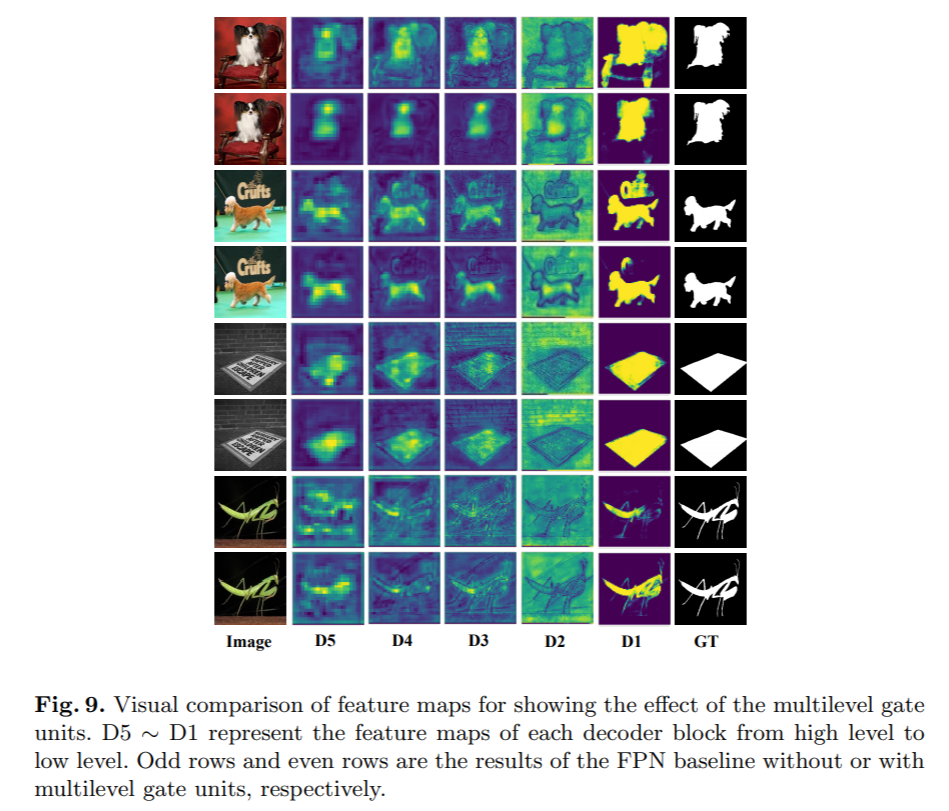 Crufts
Crufts
Image D5 D4 D3 D2 D1 GT
Fig. 9. Visual comparison of feature maps for showing the effect of the multilevel gate
units. D5 ∼ D1 represent the feature maps of each decoder block from high level to
low level. Odd rows and even rows are the results of the FPN baseline without or with
multilevel gate units, respectively.